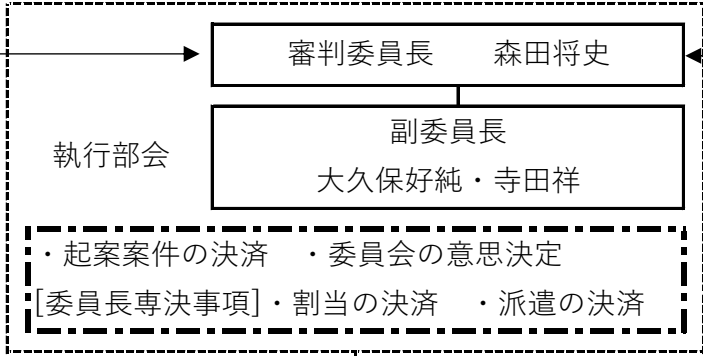 審判委員長　　森田将史
副委員長
執行部会
大久保好純・寺田祥
・起案案件の決済　・委員会の意思決定
[委員長専決事項]・割当の決済　・派遣の決済